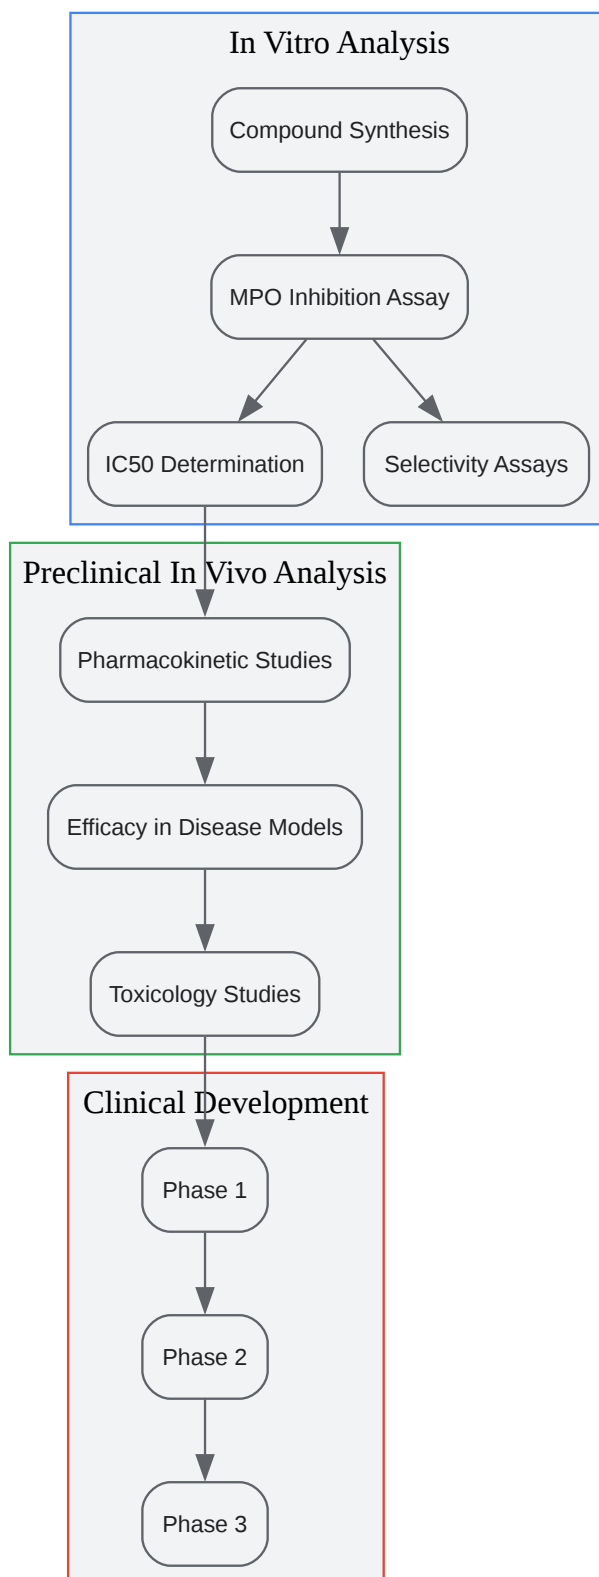 In Vitro Analysis
Compound Synthesis
MPO Inhibition Assay
IC50 Determination
Selectivity Assays
Preclinical In Vivo Analysis
Pharmacokinetic Studies
Efficacy in Disease Models
Toxicology Studies
Clinical Development
Phase 1
Phase 2
Phase 3